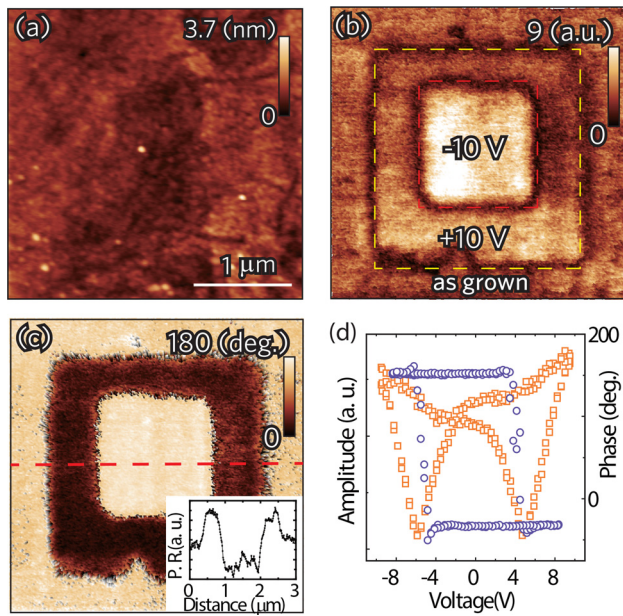 (a)
3.7 (nm)
0
1 μm
(b)
9 (a.u.)
0
-10 V
+10 V
as grown
(c)
180 (deg.)
0
P. R.(a. u.)
0 1 2 3
Distance (μm)
(d)
Amplitude (a. u.)
200
100
0
Phase (deg.)
-8 -4 0 4 8
Voltage(V)